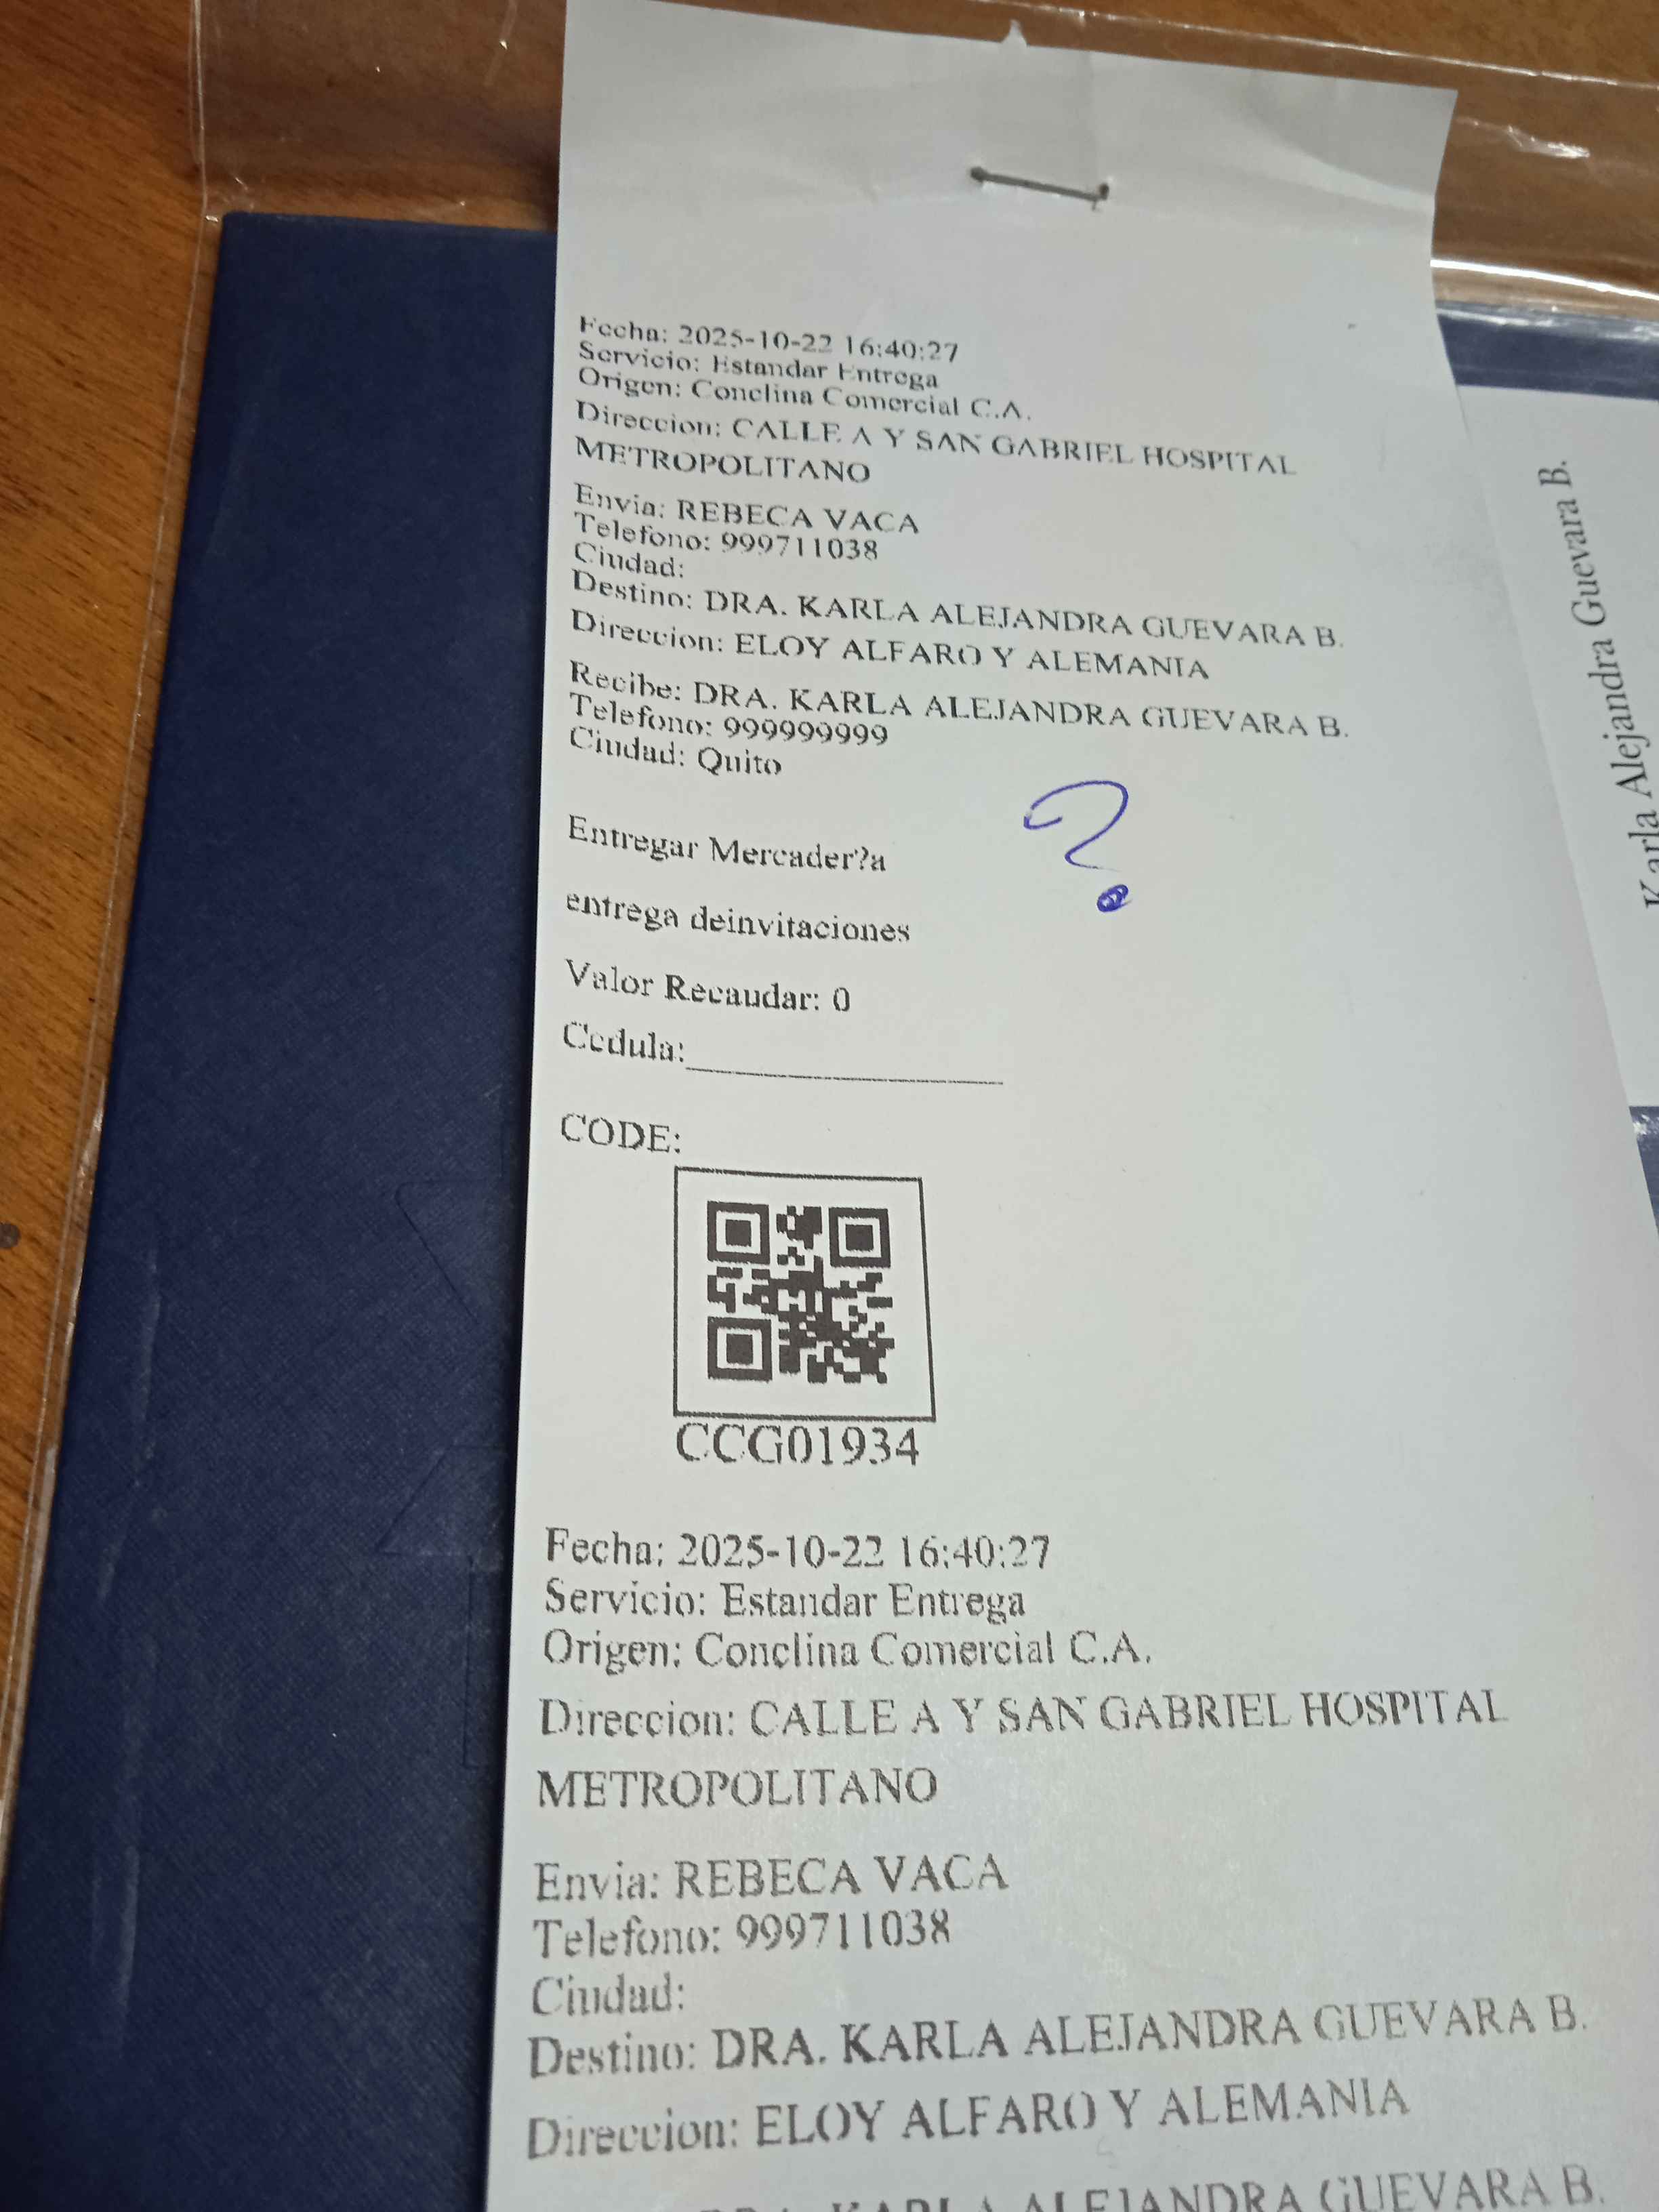 Fecha: 2025-10-22 16:40:27
Servicio: Estandar Entrega
Origen: Conclina Comercial C.A.
Direccion: CALLE A Y SAN GABRIEL HOSPITAL
METROPOLITANO
Envia: REBECA VACA
Telefono: 999711038
Ciudad:
Destino: DRA. KARLA ALEJANDRA GUEVARA B.
Direccion: ELOY ALFARO Y ALEMANIA
Recibe: DRA. KARLA ALEJANDRA GUEVARA B.
Telefono: 999999999
Ciudad: Quito
?
Entregar Mercader?a
entrega deinvitaciones
Valor Recaudar: 0
Cedula:
CODE:
CCG01934
Fecha: 2025-10-22 16:40:27
Servicio: Estandar Entrega
Origen: Conclina Comercial C.A.
Direccion: CALLE A Y SAN GABRIEL HOSPITAL
METROPOLITANO
Envia: REBECA VACA
Telefono: 999711038
Ciudad:
Destino: DRA. KARLA ALEJANDRA GUEVARA B.
Direccion: ELOY ALFARO Y ALEMANIA
DRA. KARLA ALEJANDRA GUEVARA B.
Karla Alejandra Guevara B.